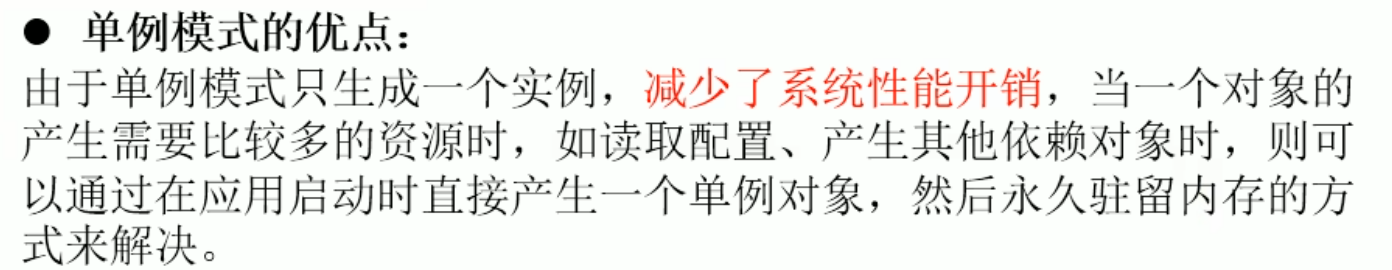 ● 单例模式的优点：
由于单例模式只生成一个实例，减少了系统性能开销，当一个对象的
产生需要比较多的资源时，如读取配置、产生其他依赖对象时，则可
以通过在应用启动时直接产生一个单例对象，然后永久驻留内存的方
式来解决。